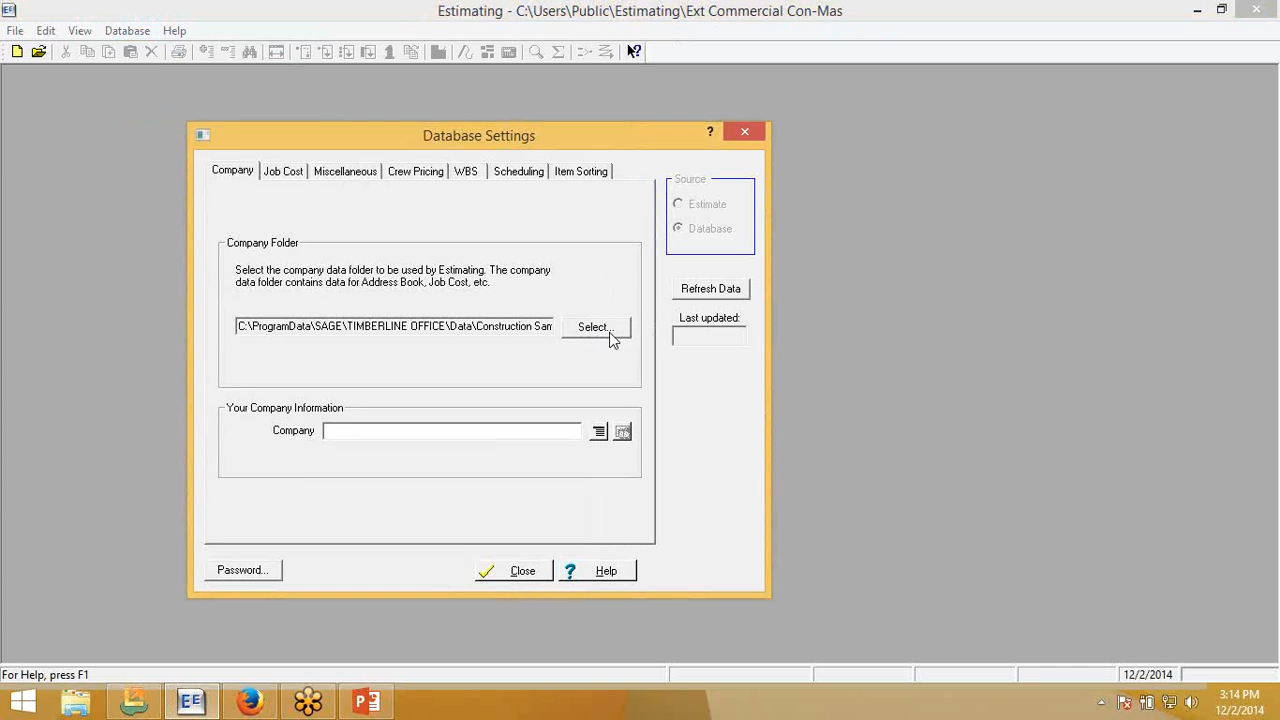 Estimating - C:\Users\Public\Estimating\Ext Commercial Con-Mas
File Edit View Database Help
Database Settings
?
Company Job Cost Miscellaneous Crew Pricing WBS Scheduling Item Sorting
Source
Estimate
Database
Company Folder
Select the company data folder to be used by Estimating. The company
data folder contains data for Address Book, Job Cost, etc.
Refresh Data
Last updated:
C:\ProgramData\SAGE\TIMBERLINE OFFICE\Data\Construction Sam
Select...
Your Company Information
Company
Password...
Close
? Help
For Help, press F1
12/2/2014
3:14 PM
12/2/2014